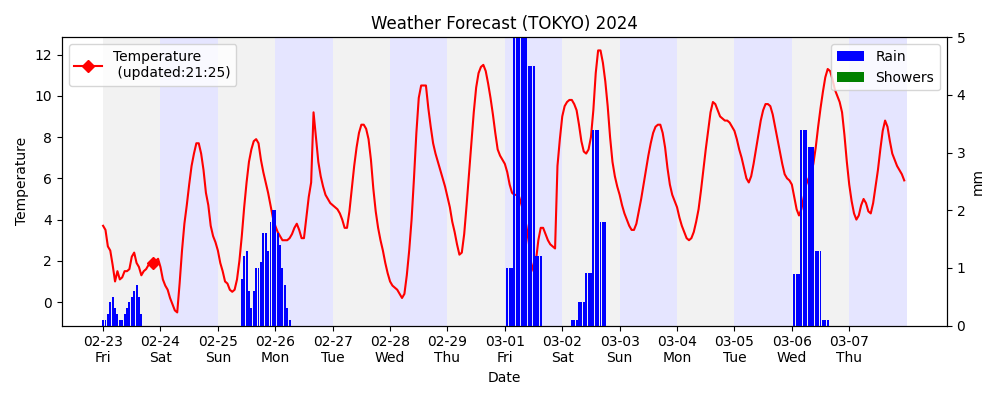 Weather Forecast (TOKYO) 2024
Temperature
(updated:21:25)
Rain
Showers
Temperature
12
10
8
6
4
2
0
5
4
3
2
1
0
mm
02-23 02-24 02-25 02-26 02-27 02-28 02-29 03-01 03-02 03-03 03-04 03-05 03-06 03-07
Fri Sat Sun Mon Tue Wed Thu Fri Sat Sun Mon Tue Wed Thu
Date